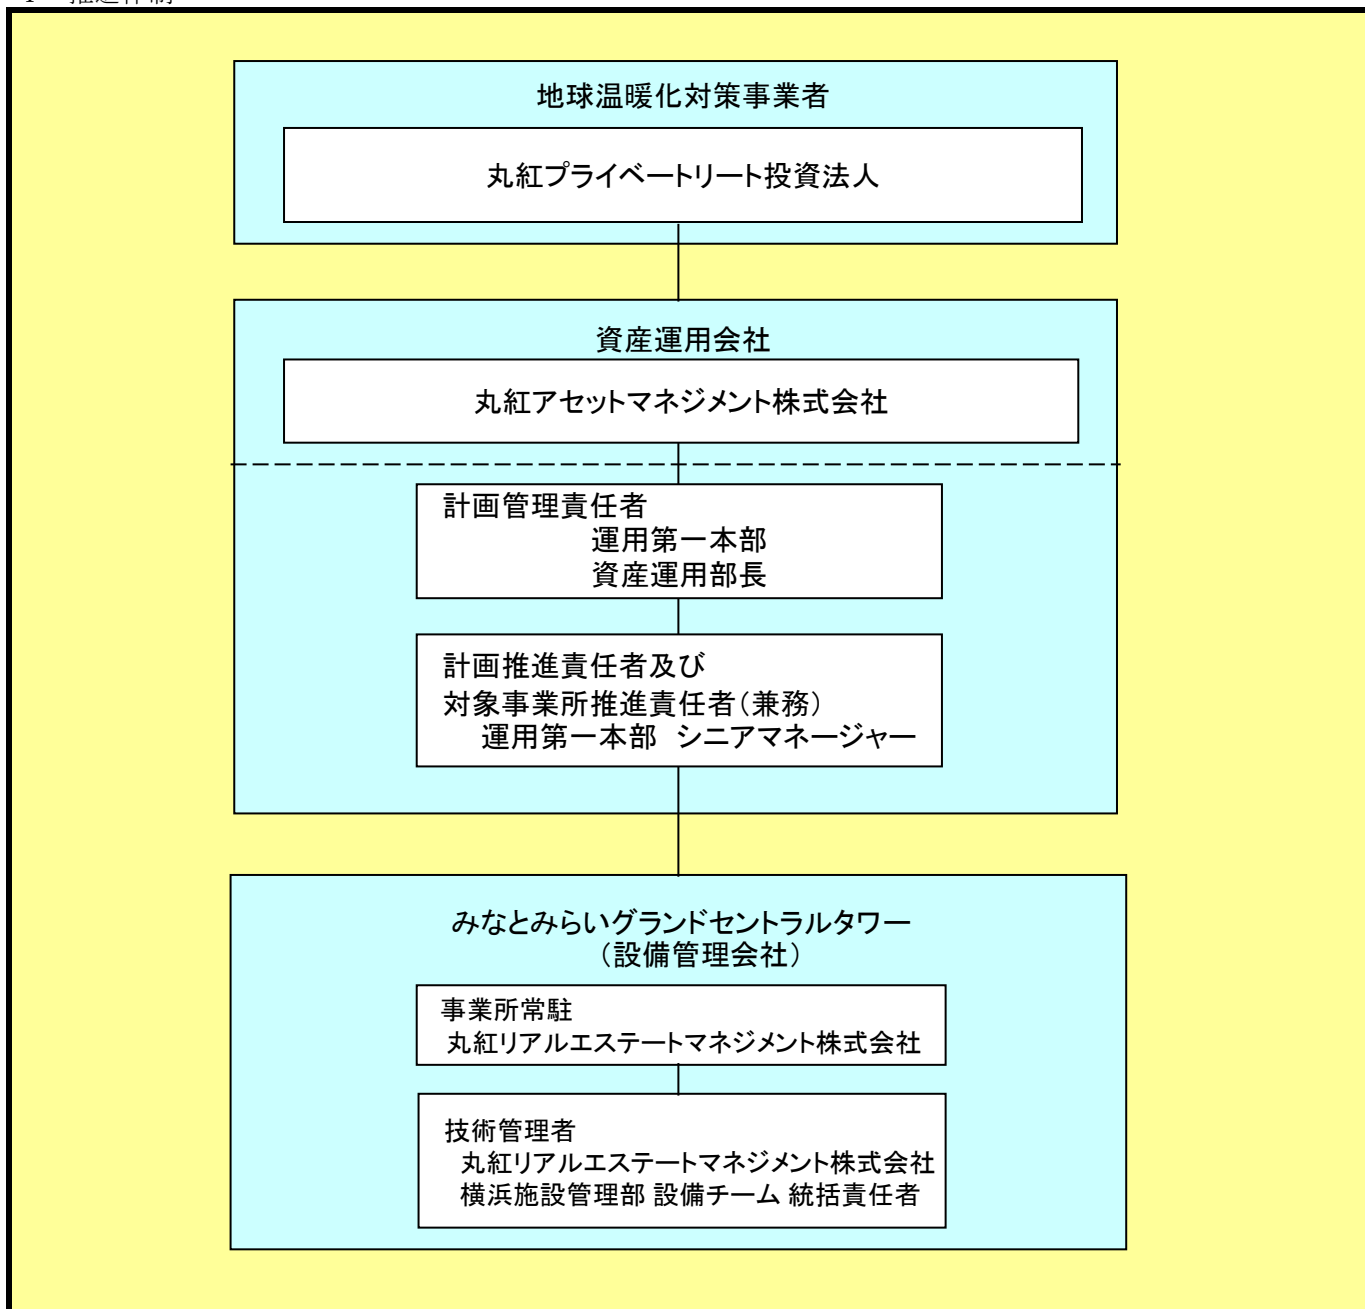 地球温暖化対策事業者
丸紅プライベートリート投資法人
資産運用会社
丸紅アセットマネジメント株式会社
計画管理責任者
運用第一本部
資産運用部長
計画推進責任者及び
対象事業所推進責任者(兼務)
運用第一本部 シニアマネージャー
みなとみらいグランドセントラルタワー
(設備管理会社)
事業所常駐
丸紅リアルエステートマネジメント株式会社
技術管理者
丸紅リアルエステートマネジメント株式会社
横浜施設管理部 設備チーム 統括責任者